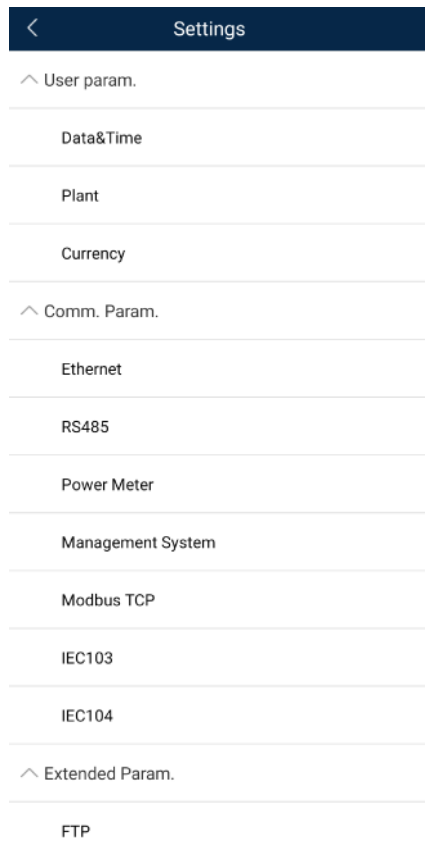 Settings
User param.
Data&Time
Plant
Currency
Comm. Param.
Ethernet
RS485
Power Meter
Management System
Modbus TCP
IEC103
IEC104
Extended Param.
FTP